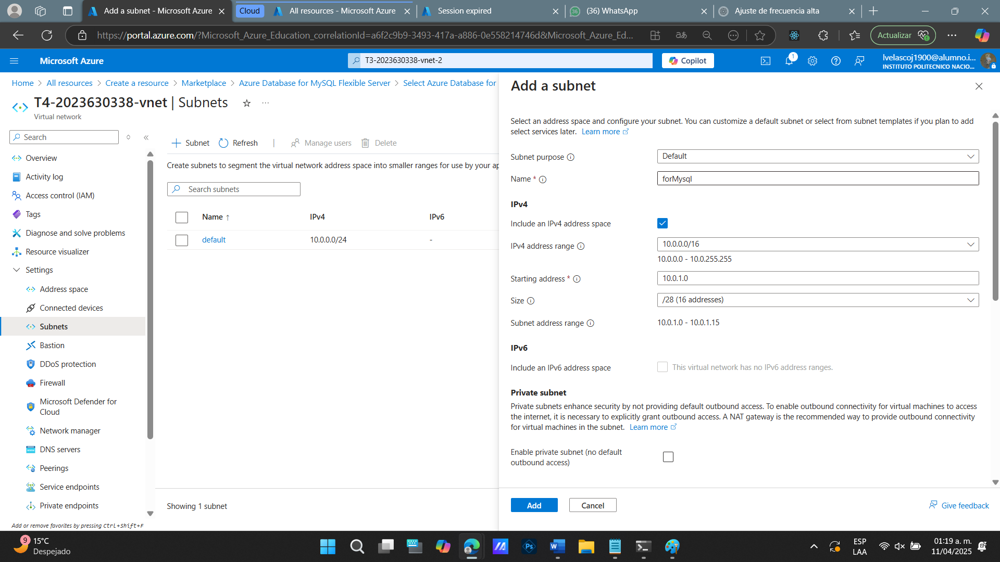 Add a subnet - Microsoft Azure
Cloud
All resources - Microsoft Azure
Session expired
(36) WhatsApp
Ajuste de frecuencia alta
https://portal.azure.com/?Microsoft_Azure_Education_correlationId=a6f2c9b9-3493-417a-a886-0e558214746d&Microsoft_Azure_Ed...
Actualizar
Microsoft Azure
T3-2023630338-vnet-2
Copilot
1
lvelascoj1900@alumno.i...
INSTITUTO POLITECNICO NACIO...
Home > All resources > Create a resource > Marketplace > Azure Database for MySQL Flexible Server > Select Azure Database for
T4-2023630338-vnet | Subnets
Virtual network
Search
Overview
Activity log
Access control (IAM)
Tags
Diagnose and solve problems
Resource visualizer
Settings
Address space
Connected devices
Subnets
Bastion
DDoS protection
Firewall
Microsoft Defender for
Cloud
Network manager
DNS servers
Peerings
Service endpoints
Private endpoints
Add or remove favorites by pressing Ctrl+Shift+F
Subnet
Refresh
Manage users
Delete
Create subnets to segment the virtual network address space into smaller ranges for use by your ap
Search subnets
Name ↑ IPv4 IPv6
default 10.0.0.0/24 -
Showing 1 subnet
Add a subnet
Select an address space and configure your subnet. You can customize a default subnet or select from subnet templates if you plan to add
select services later. Learn more
Subnet purpose
Default
Name *
forMysql
IPv4
Include an IPv4 address space
IPv4 address range
10.0.0.0/16
10.0.0.0 - 10.0.255.255
Starting address *
10.0.1.0
Size
/28 (16 addresses)
Subnet address range
10.0.1.0 - 10.0.1.15
IPv6
Include an IPv6 address space
This virtual network has no IPv6 address ranges.
Private subnet
Private subnets enhance security by not providing default outbound access. To enable outbound connectivity for virtual machines to access
the internet, it is necessary to explicitly grant outbound access. A NAT gateway is the recommended way to provide outbound connectivity
for virtual machines in the subnet. Learn more
Enable private subnet (no default
outbound access)
Add
Cancel
Give feedback
9
15°C
Despejado
Ps
W
ESP
LAA
01:19 a. m.
11/04/2025